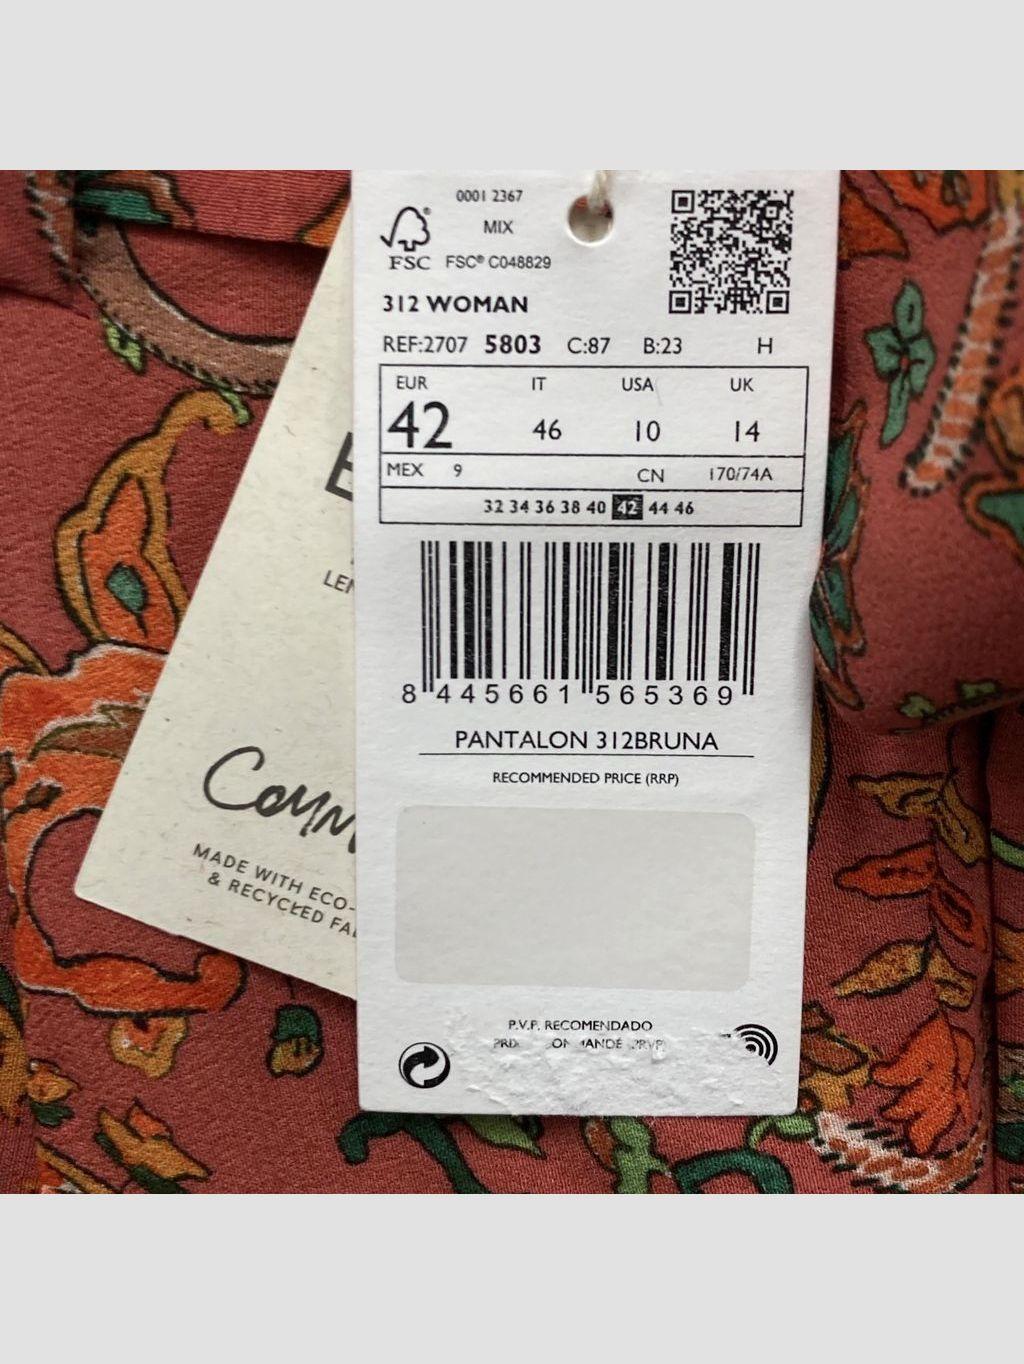 0001 2367
MIX
FSC® C048829
FSC
312 WOMAN
REF:2707 5803 C:87 B:23 H
EUR IT USA UK
42 46 10 14
MEX 9 CN 170/74A
32 34 36 38 40 42 44 46
8 445661 565369
PANTALON 312BRUNA
RECOMMENDED PRICE (RRP)
P.V.P. RECOMENDADO
MADE WITH ECO-
& RECYCLED